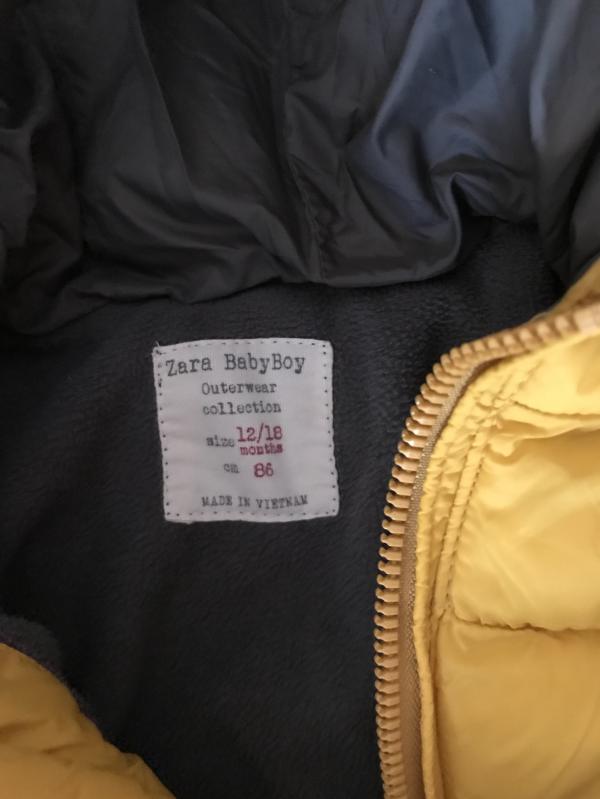 Zara BabyBoy
Outerwear
collection
size 12/18
months
cm 86
MADE IN VIETNAM